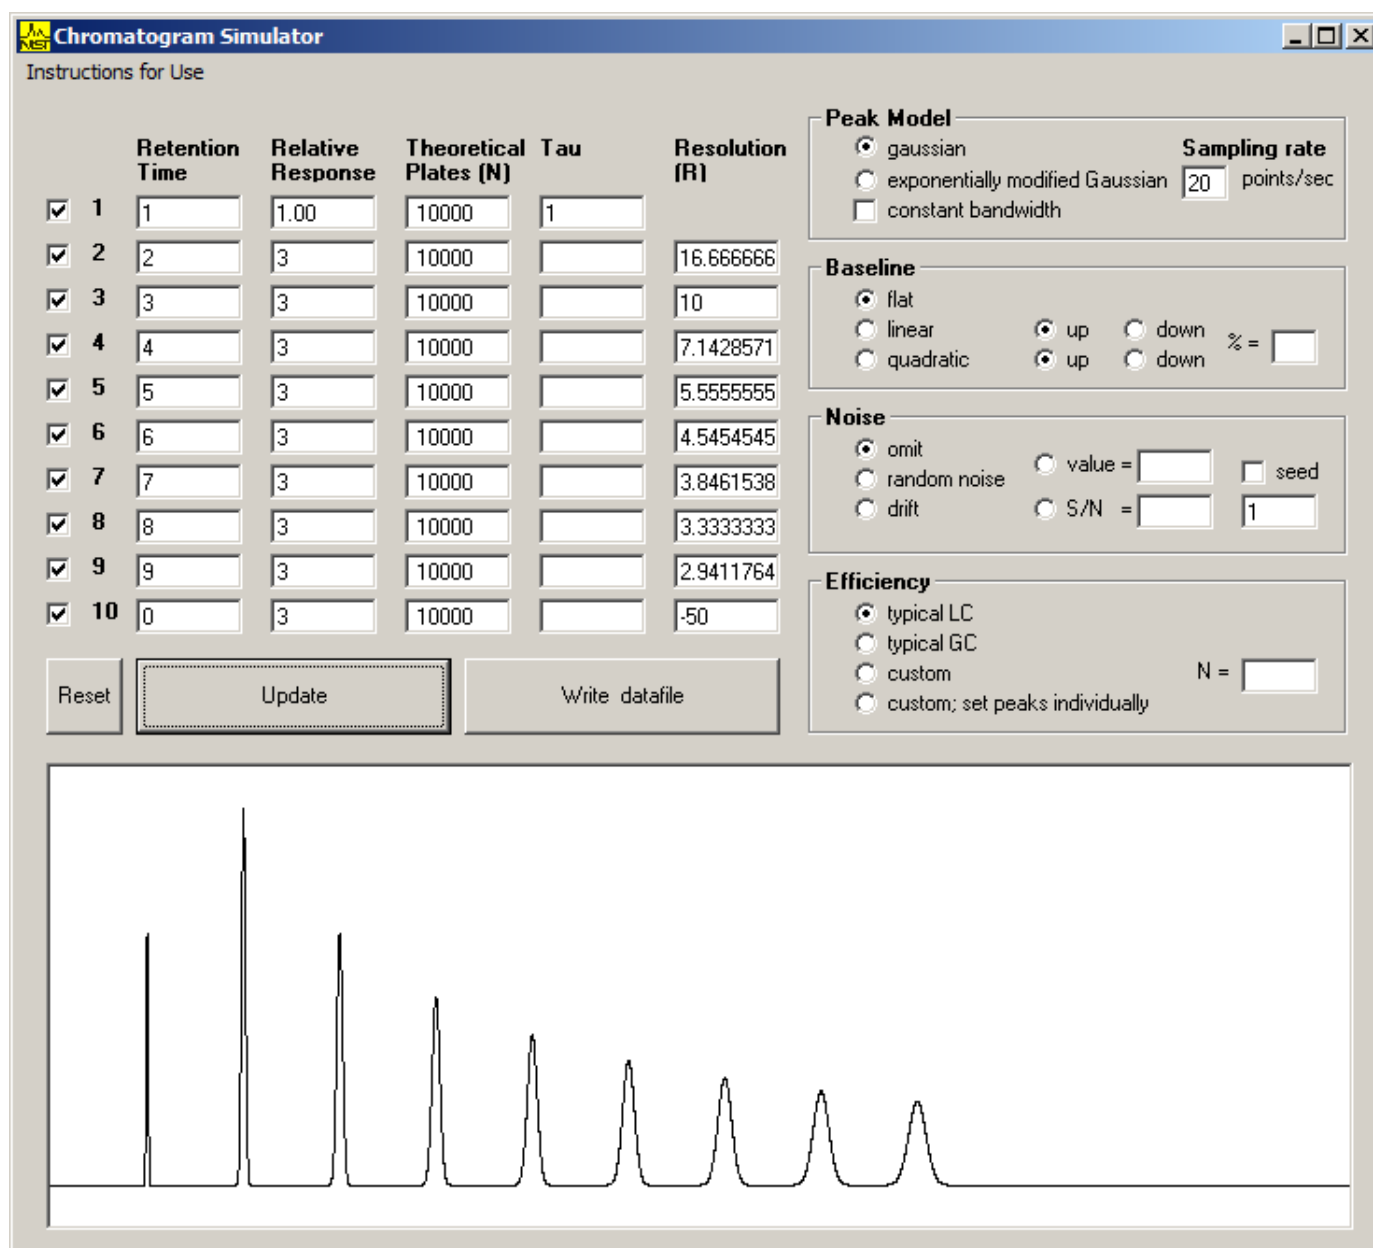 NIST
Chromatogram Simulator
Instructions for Use
Retention Time
Relative Response
Theoretical Plates (N)
Tau
Resolution (R)
1 1 1.00 10000 1
2 2 3 10000 16.666666
3 3 3 10000 10
4 4 3 10000 7.1428571
5 5 3 10000 5.5555555
6 6 3 10000 4.5454545
7 7 3 10000 3.8461538
8 8 3 10000 3.3333333
9 9 3 10000 2.9411764
10 0 3 10000 -50
Reset
Update
Write datafile
Peak Model
gaussian
exponentially modified Gaussian
constant bandwidth
Sampling rate
20 points/sec
Baseline
flat
linear up down
quadratic up down
% =
Noise
omit
random noise
drift
value =
S/N =
seed
1
Efficiency
typical LC
typical GC
custom
custom; set peaks individually
N =